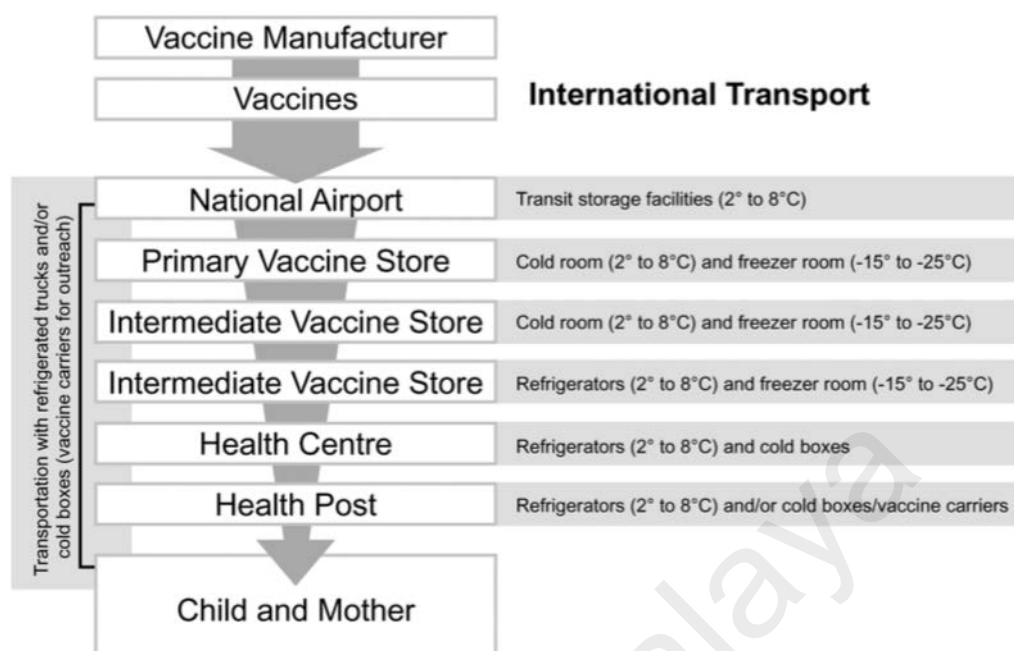 Vaccine Manufacturer
Vaccines
International Transport
National Airport
Transit storage facilities (2° to 8°C)
Primary Vaccine Store
Cold room (2° to 8°C) and freezer room (-15° to -25°C)
Intermediate Vaccine Store
Cold room (2° to 8°C) and freezer room (-15° to -25°C)
Intermediate Vaccine Store
Refrigerators (2° to 8°C) and freezer room (-15° to -25°C)
Health Centre
Refrigerators (2° to 8°C) and cold boxes
Health Post
Refrigerators (2° to 8°C) and/or cold boxes/vaccine carriers
Child and Mother
Transportation with refrigerated trucks and/or
cold boxes (vaccine carriers for outreach)
alaya